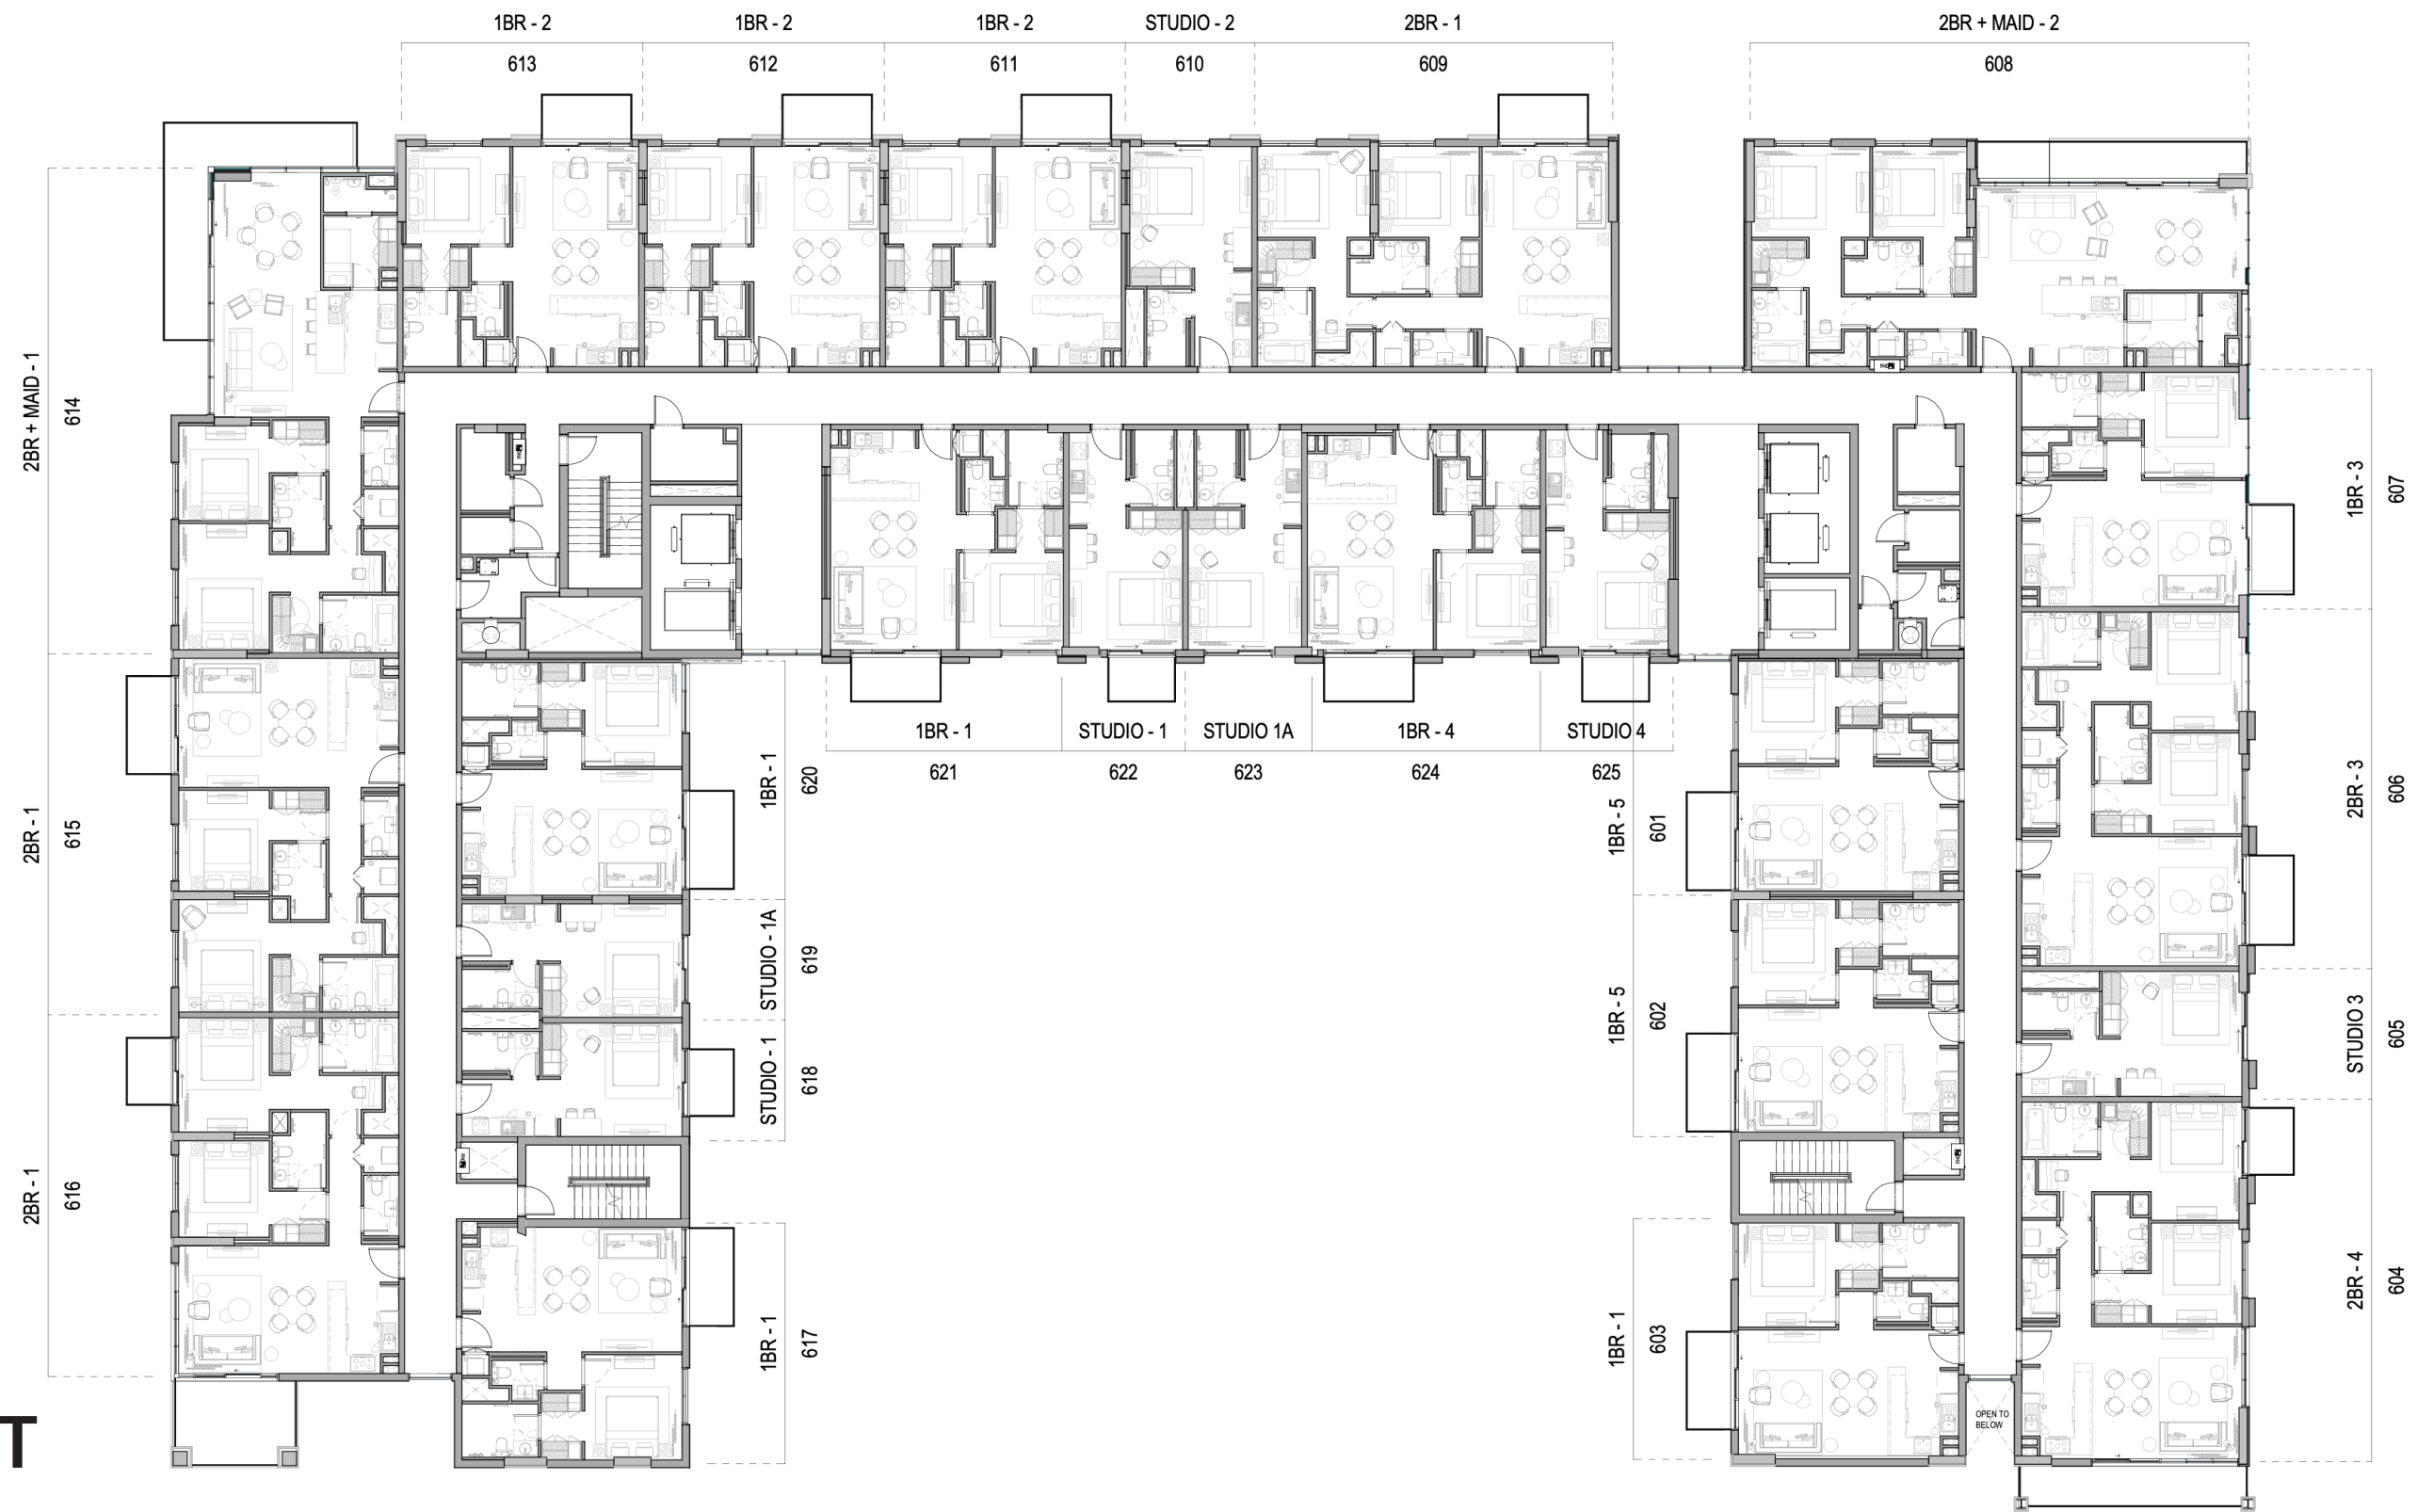 1BR - 2
1BR - 2
1BR - 2
STUDIO - 2
2BR - 1
2BR + MAID - 2
613
612
611
610
609
608
2BR + MAID - 1
614
1BR - 3
607
1BR - 1
STUDIO - 1
STUDIO 1A
1BR - 4
STUDIO 4
621
622
623
624
625
2BR - 1
615
1BR - 1
620
1BR - 5
601
2BR - 3
606
STUDIO - 1A
619
1BR - 5
602
STUDIO 3
605
STUDIO - 1
618
2BR - 1
616
1BR - 1
617
1BR - 1
603
2BR - 4
604
OPEN TO
BELOW
T